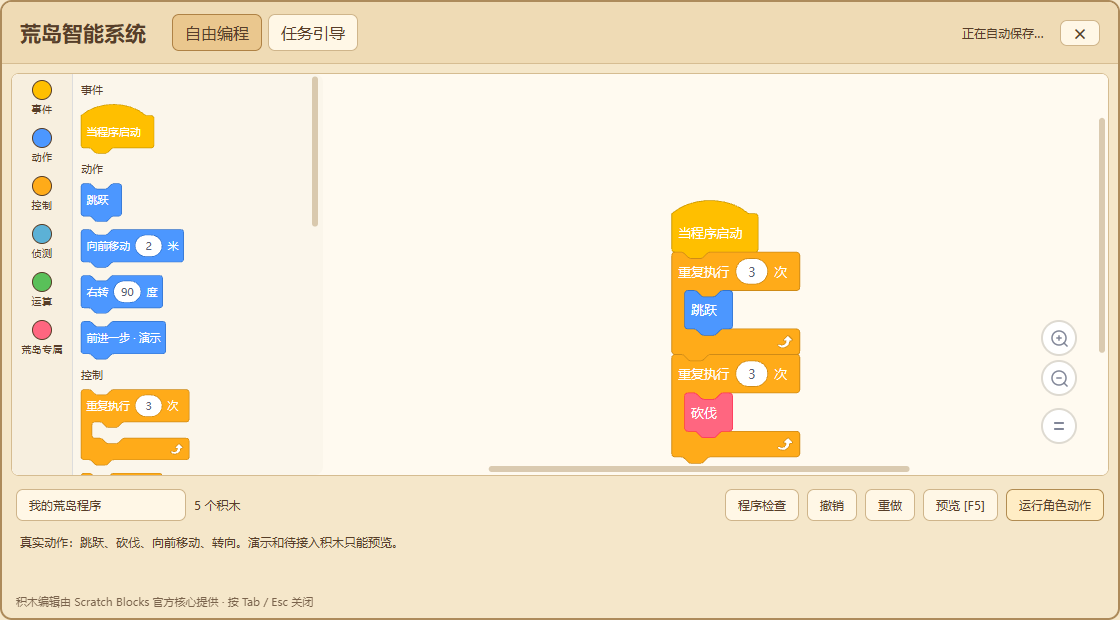 荒岛智能系统
自由编程
任务引导
正在自动保存...
事件
动作
控制
侦测
运算
荒岛专属
事件
当程序启动
动作
跳跃
向前移动 2 米
右转 90 度
前进一步 · 演示
控制
重复执行 3 次
当程序启动
重复执行 3 次
跳跃
重复执行 3 次
砍伐
我的荒岛程序
5 个积木
程序检查
撤销
重做
预览 [F5]
运行角色动作
真实动作：跳跃、砍伐、向前移动、转向。演示和待接入积木只能预览。
积木编辑由 Scratch Blocks 官方核心提供 · 按 Tab / Esc 关闭